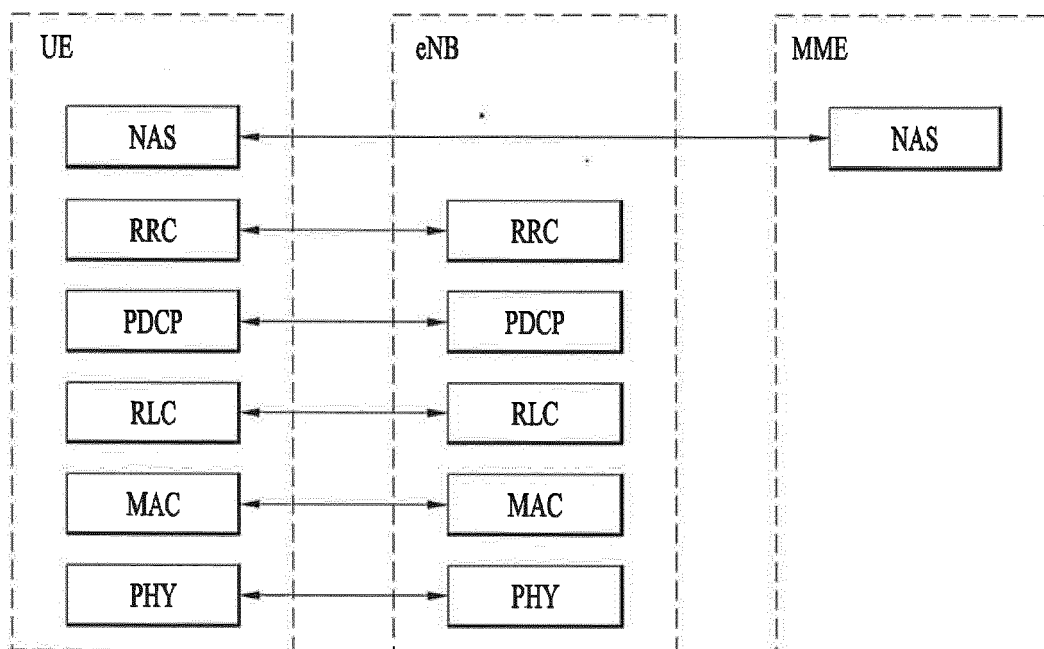 UE eNB MME
NAS NAS
RRC RRC
PDCP PDCP
RLC RLC
MAC MAC
PHY PHY